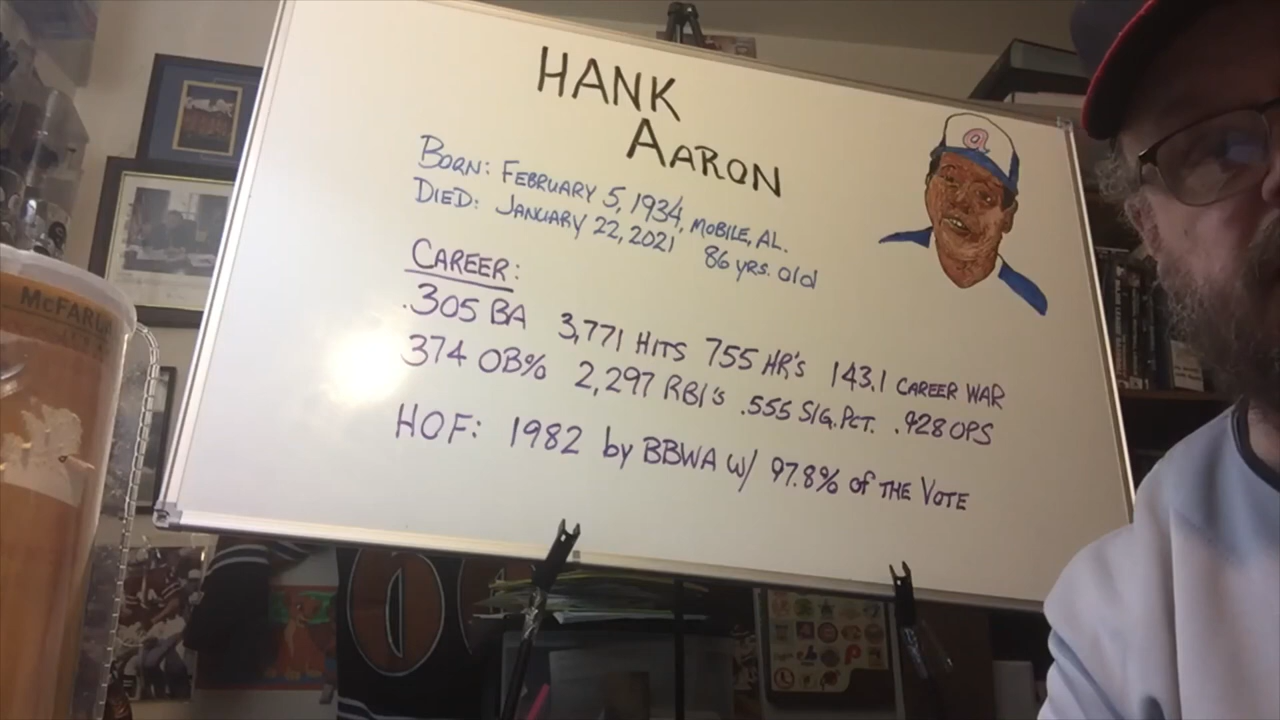 HANK
AARON
BORN: FEBRUARY 5, 1934, MOBILE, AL.
DIED: JANUARY 22, 2021 86 yrs. old
CAREER:
.305 BA 3,771 HITS 755 HR's 143.1 CAREER WAR
374 OB% 2,297 RBI's .555 Slg. Pct. .928 OPS
HOF: 1982 by BBWA w/ 97.8% of THE VOTE
a
McFARL